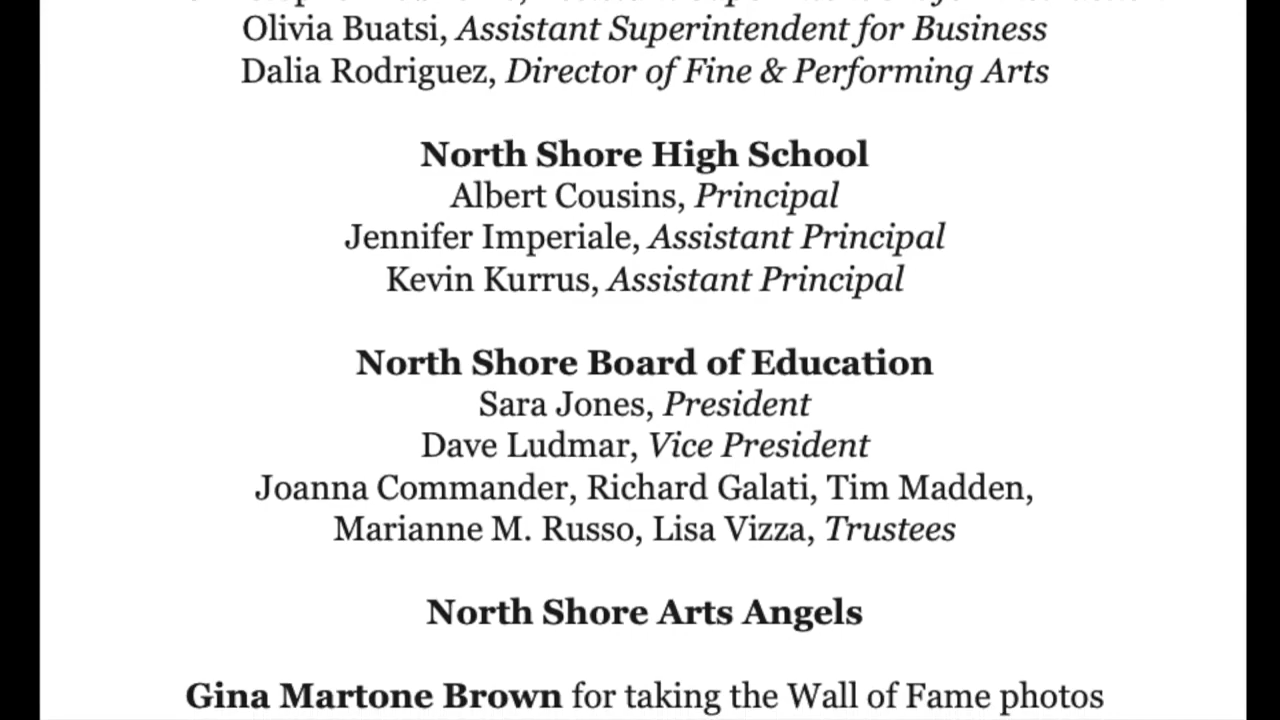 Olivia Buatsi, Assistant Superintendent for Business
Dalia Rodriguez, Director of Fine & Performing Arts
North Shore High School
Albert Cousins, Principal
Jennifer Imperiale, Assistant Principal
Kevin Kurrus, Assistant Principal
North Shore Board of Education
Sara Jones, President
Dave Ludmar, Vice President
Joanna Commander, Richard Galati, Tim Madden,
Marianne M. Russo, Lisa Vizza, Trustees
North Shore Arts Angels
Gina Martone Brown for taking the Wall of Fame photos